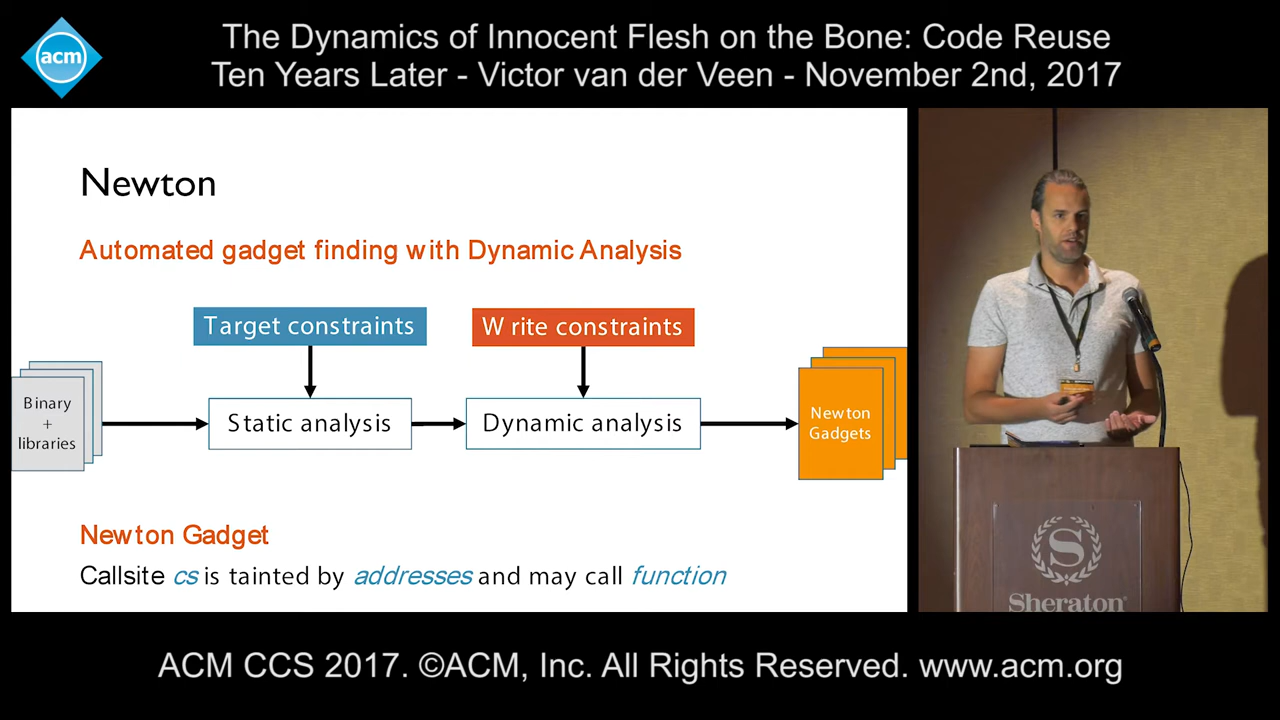 acm
The Dynamics of Innocent Flesh on the Bone: Code Reuse
Ten Years Later - Victor van der Veen - November 2nd, 2017
Newton
Automated gadget finding with Dynamic Analysis
Target constraints
Write constraints
Binary
+
libraries
Static analysis
Dynamic analysis
Newton
Gadgets
Newton Gadget
Callsite cs is tainted by addresses and may call function
S
Sheraton®
ACM CCS 2017. ©ACM, Inc. All Rights Reserved. www.acm.org